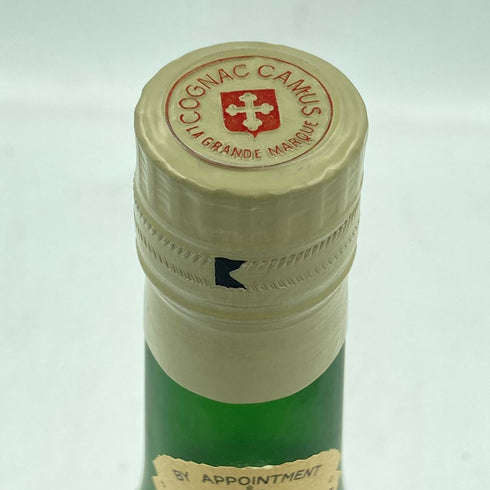 COGNAC CAMUS
LA GRANDE MARQUE
BY APPOINTMENT